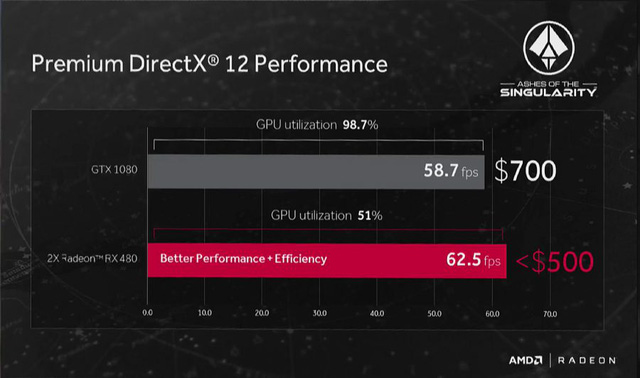 Premium DirectX® 12 Performance
ASHES OF THE
SINGULARITY
GPU utilization 98.7%
GTX 1080
58.7 fps
$700
GPU utilization 51%
2X Radeon™ RX 480
Better Performance + Efficiency
62.5 fps
<$500
0.0 10.0 20.0 30.0 40.0 50.0 60.0 70.0
AMD RADEON